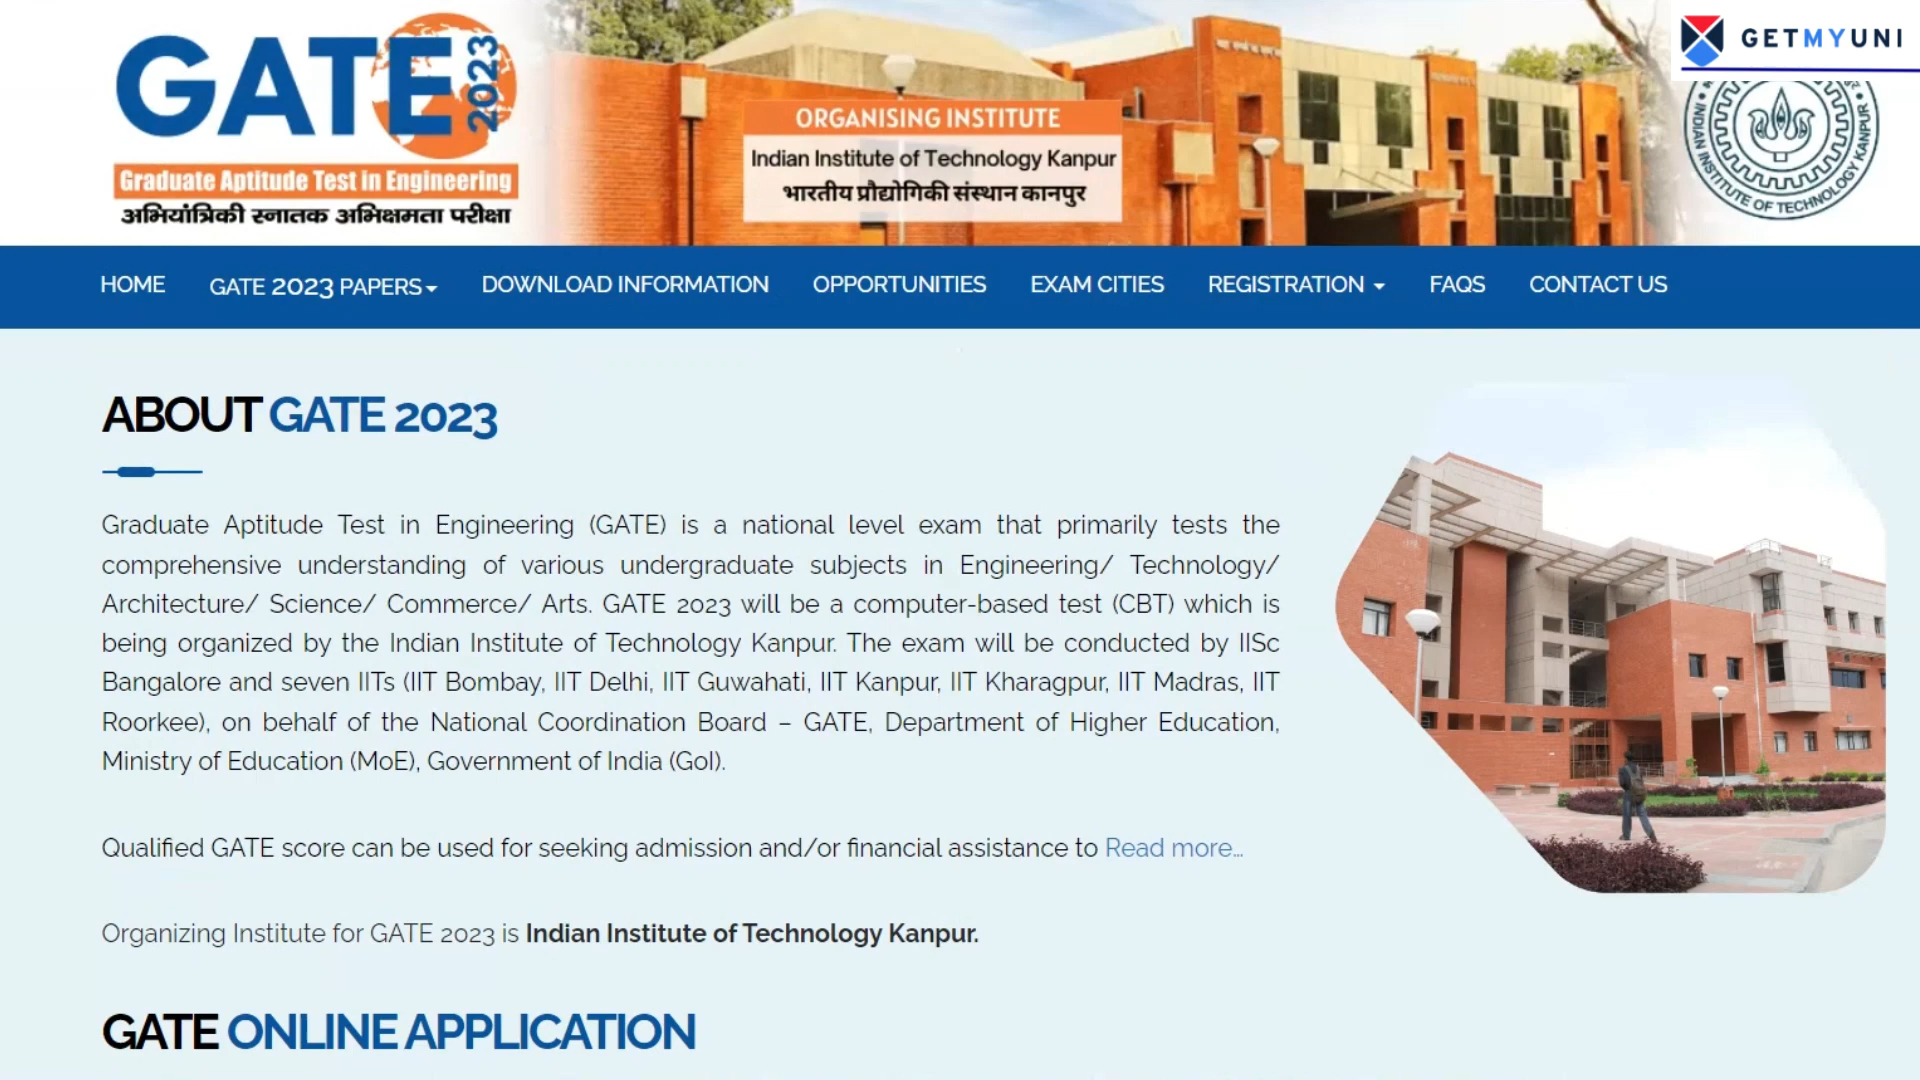 GATE 2023
Graduate Aptitude Test in Engineering
अभियांत्रिकी स्नातक अभिक्षमता परीक्षा
ORGANISING INSTITUTE
Indian Institute of Technology Kanpur
भारतीय प्रौद्योगिकी संस्थान कानपुर
GETMYUNI
INDIAN INSTITUTE OF TECHNOLOGY KANPUR
HOME GATE 2023 PAPERS DOWNLOAD INFORMATION OPPORTUNITIES EXAM CITIES REGISTRATION FAQS CONTACT US
ABOUT GATE 2023
Graduate Aptitude Test in Engineering (GATE) is a national level exam that primarily tests the
comprehensive understanding of various undergraduate subjects in Engineering/ Technology/
Architecture/ Science/ Commerce/ Arts. GATE 2023 will be a computer-based test (CBT) which is
being organized by the Indian Institute of Technology Kanpur. The exam will be conducted by IISc
Bangalore and seven IITs (IIT Bombay, IIT Delhi, IIT Guwahati, IIT Kanpur, IIT Kharagpur, IIT Madras, IIT
Roorkee), on behalf of the National Coordination Board – GATE, Department of Higher Education,
Ministry of Education (MoE), Government of India (GoI).
Qualified GATE score can be used for seeking admission and/or financial assistance to Read more...
Organizing Institute for GATE 2023 is Indian Institute of Technology Kanpur.
GATE ONLINE APPLICATION